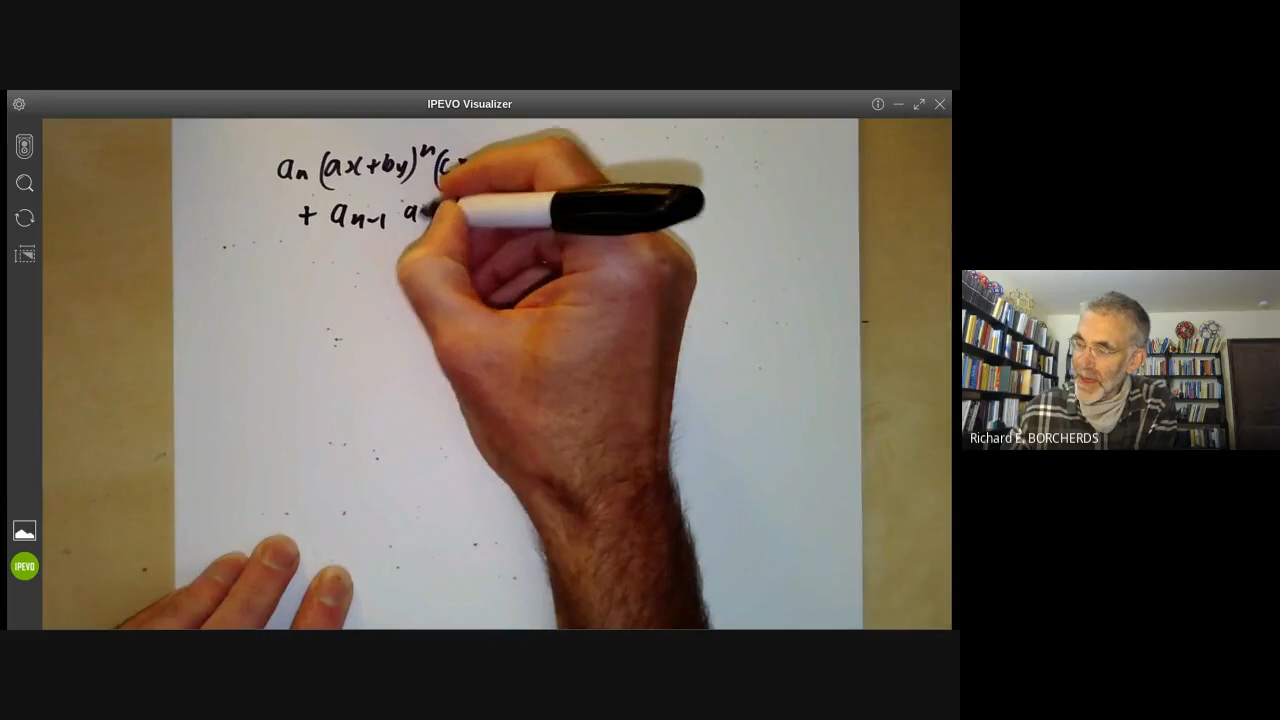 IPEVO Visualizer
aₙ (ax+by)ⁿ (c
+ aₙ₋₁ a
IPEVO
Richard E. BORCHERDS